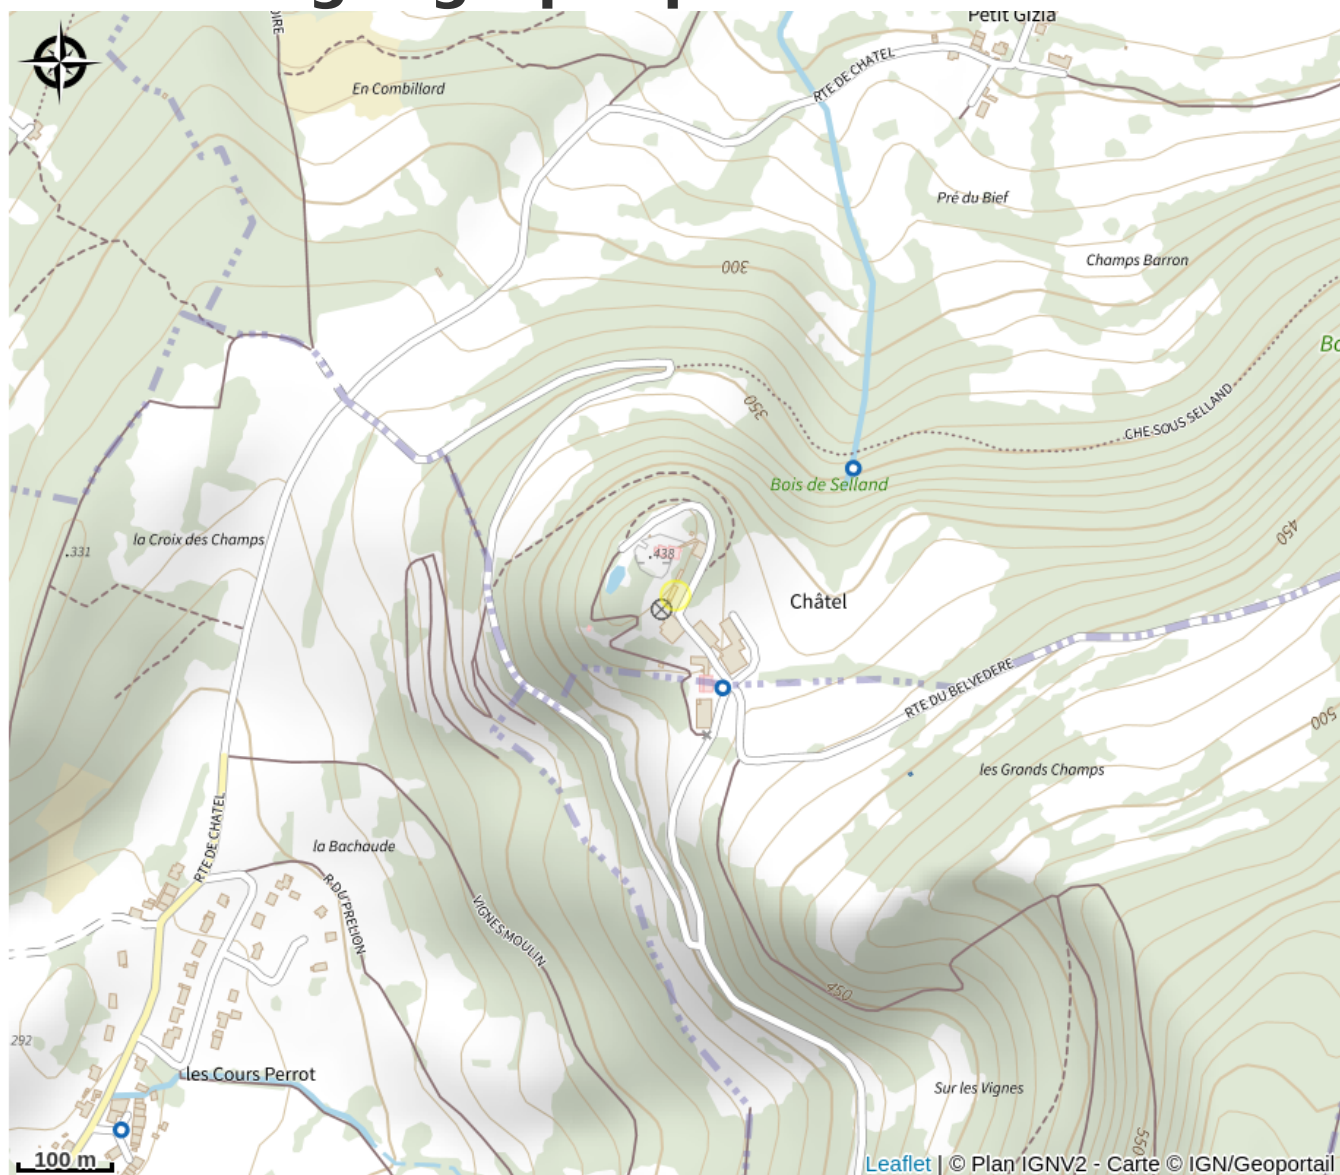 Petit Gizia
RTE DE CHATEL
En Combillard
Pré du Bief
Champs Barron
300
350
CHE SOUS SELLAND
Bois de Selland
450
la Croix des Champs
.331
.438
Châtel
RTE DU BELVEDERE
500
les Grands Champs
RTE DE CHATEL
la Bachaude
R DU PRELION
VIGNES MOULIN
450
292
les Cours Perrot
Sur les Vignes
550
100 m
Leaflet | © Plan IGNV2 - Carte © IGN/Geoportail